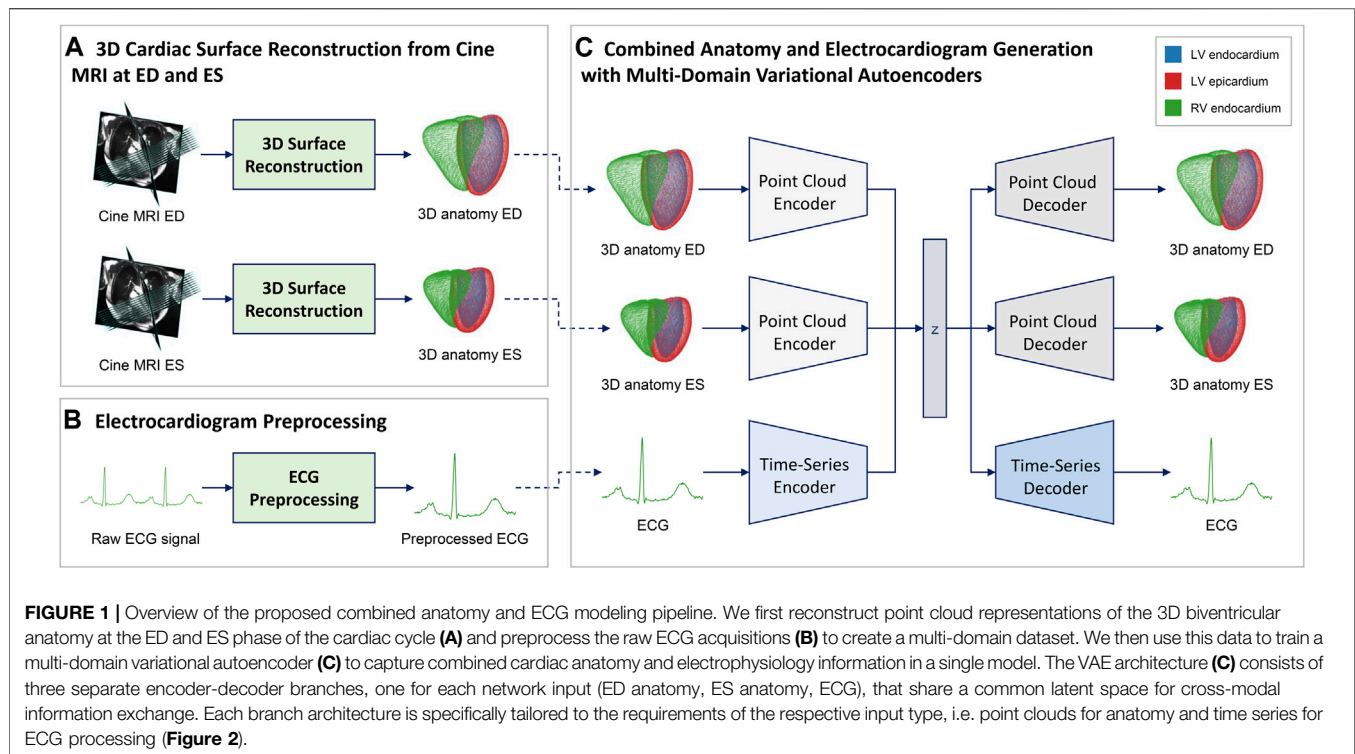 A 3D Cardiac Surface Reconstruction from Cine
MRI at ED and ES
3D Surface
Reconstruction
Cine MRI ED
3D anatomy ED
3D Surface
Reconstruction
Cine MRI ES
3D anatomy ES
B Electrocardiogram Preprocessing
ECG
Preprocessing
Raw ECG signal
Preprocessed ECG
C Combined Anatomy and Electrocardiogram Generation
with Multi-Domain Variational Autoencoders
LV endocardium
LV epicardium
RV endocardium
3D anatomy ED
Point Cloud
Encoder
Point Cloud
Decoder
3D anatomy ED
3D anatomy ES
Point Cloud
Encoder
z
Point Cloud
Decoder
3D anatomy ES
ECG
Time-Series
Encoder
Time-Series
Decoder
ECG
FIGURE 1 | Overview of the proposed combined anatomy and ECG modeling pipeline. We first reconstruct point cloud representations of the 3D biventricular
anatomy at the ED and ES phase of the cardiac cycle (A) and preprocess the raw ECG acquisitions (B) to create a multi-domain dataset. We then use this data to train a
multi-domain variational autoencoder (C) to capture combined cardiac anatomy and electrophysiology information in a single model. The VAE architecture (C) consists of
three separate encoder-decoder branches, one for each network input (ED anatomy, ES anatomy, ECG), that share a common latent space for cross-modal
information exchange. Each branch architecture is specifically tailored to the requirements of the respective input type, i.e. point clouds for anatomy and time series for
ECG processing (Figure 2).